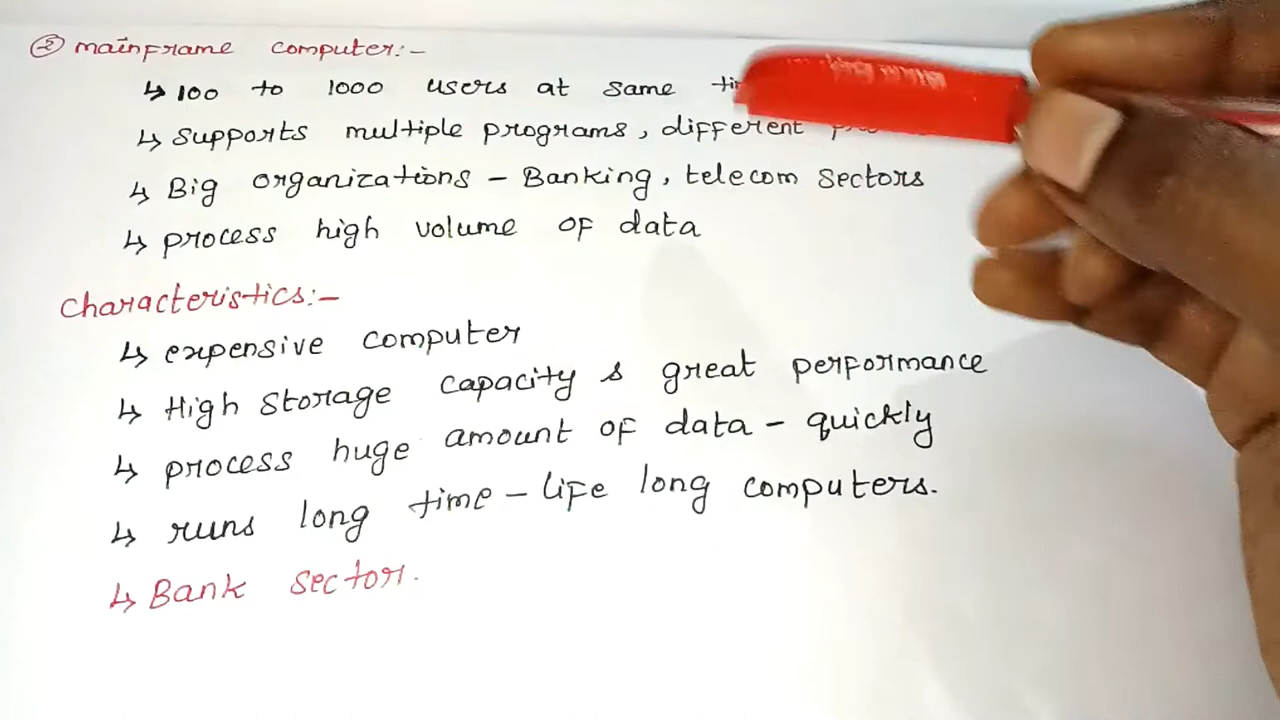 ② mainframe computer:-
↳ 100 to 1000 users at same
↳ supports multiple programs, different
↳ Big organizations - Banking, telecom sectors
↳ process high volume of data
characteristics:-
↳ expensive computer
↳ High storage capacity & great performance
↳ process huge amount of data - quickly
↳ runs long time - life long computers.
↳ Bank sector.